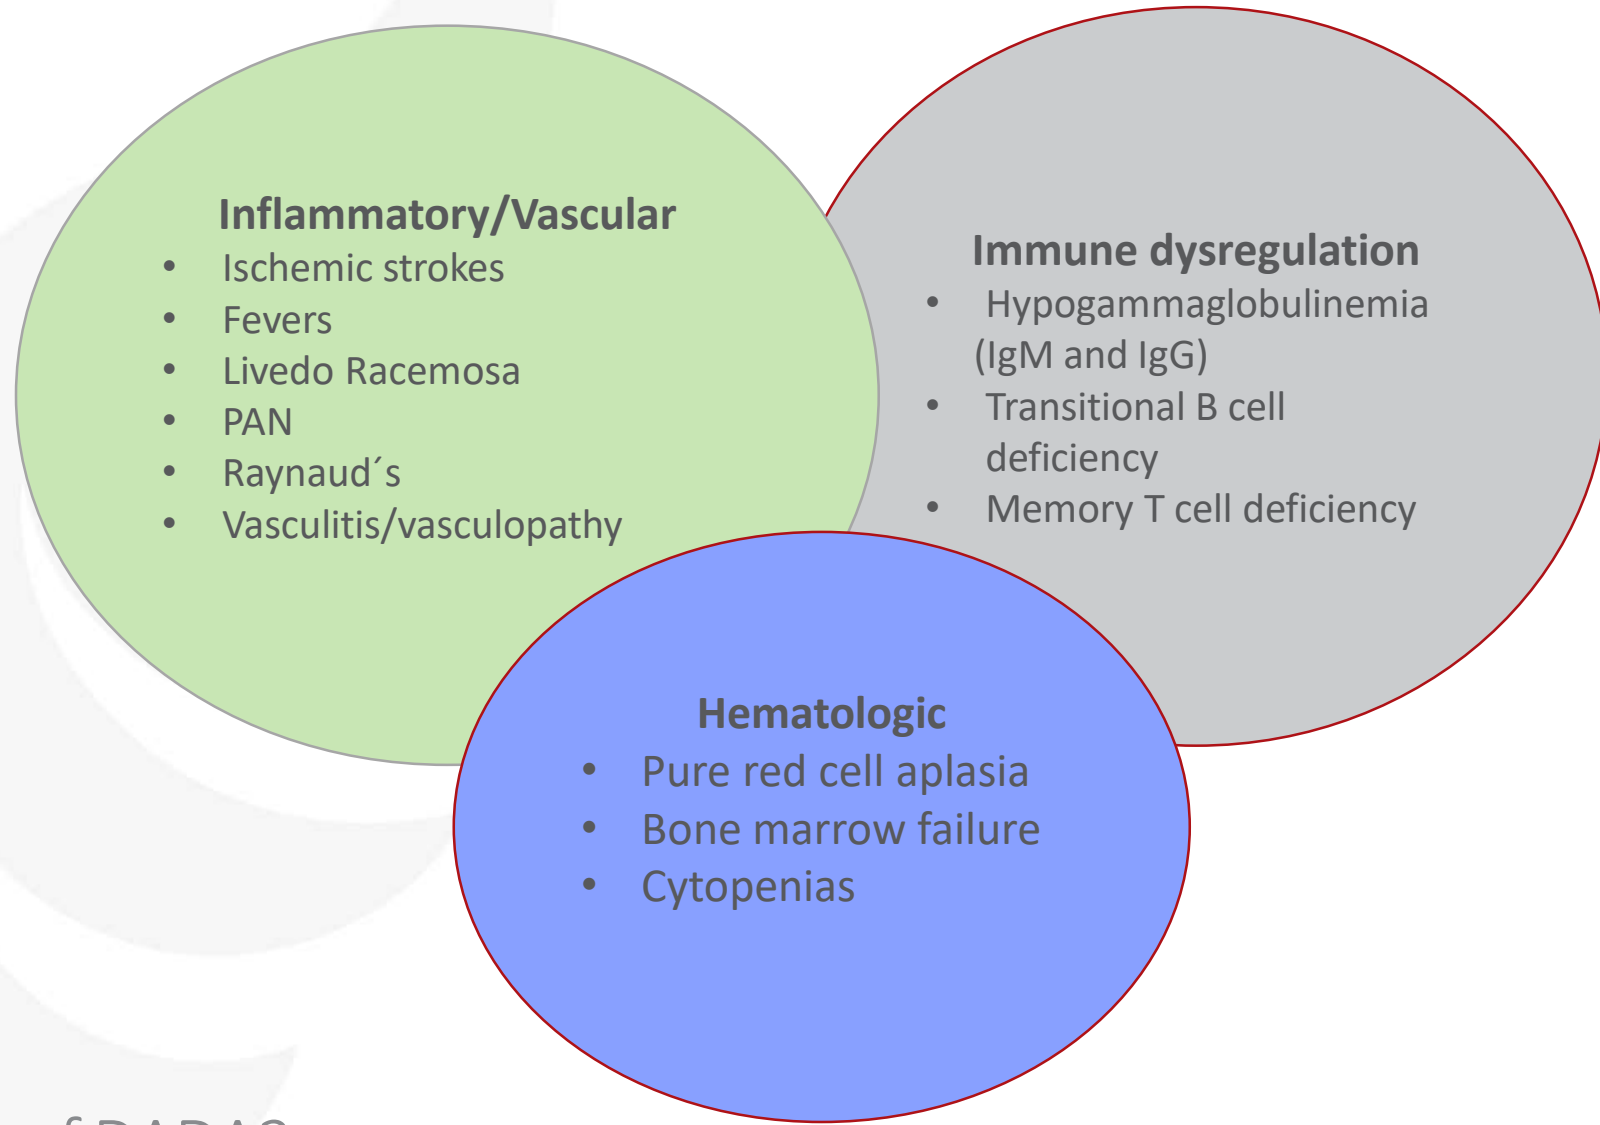 Inflammatory/Vascular
• Ischemic strokes
• Fevers
• Livedo Racemosa
• PAN
• Raynaud´s
• Vasculitis/vasculopathy
Immune dysregulation
• Hypogammaglobulinemia
(IgM and IgG)
• Transitional B cell
deficiency
• Memory T cell deficiency
Hematologic
• Pure red cell aplasia
• Bone marrow failure
• Cytopenias